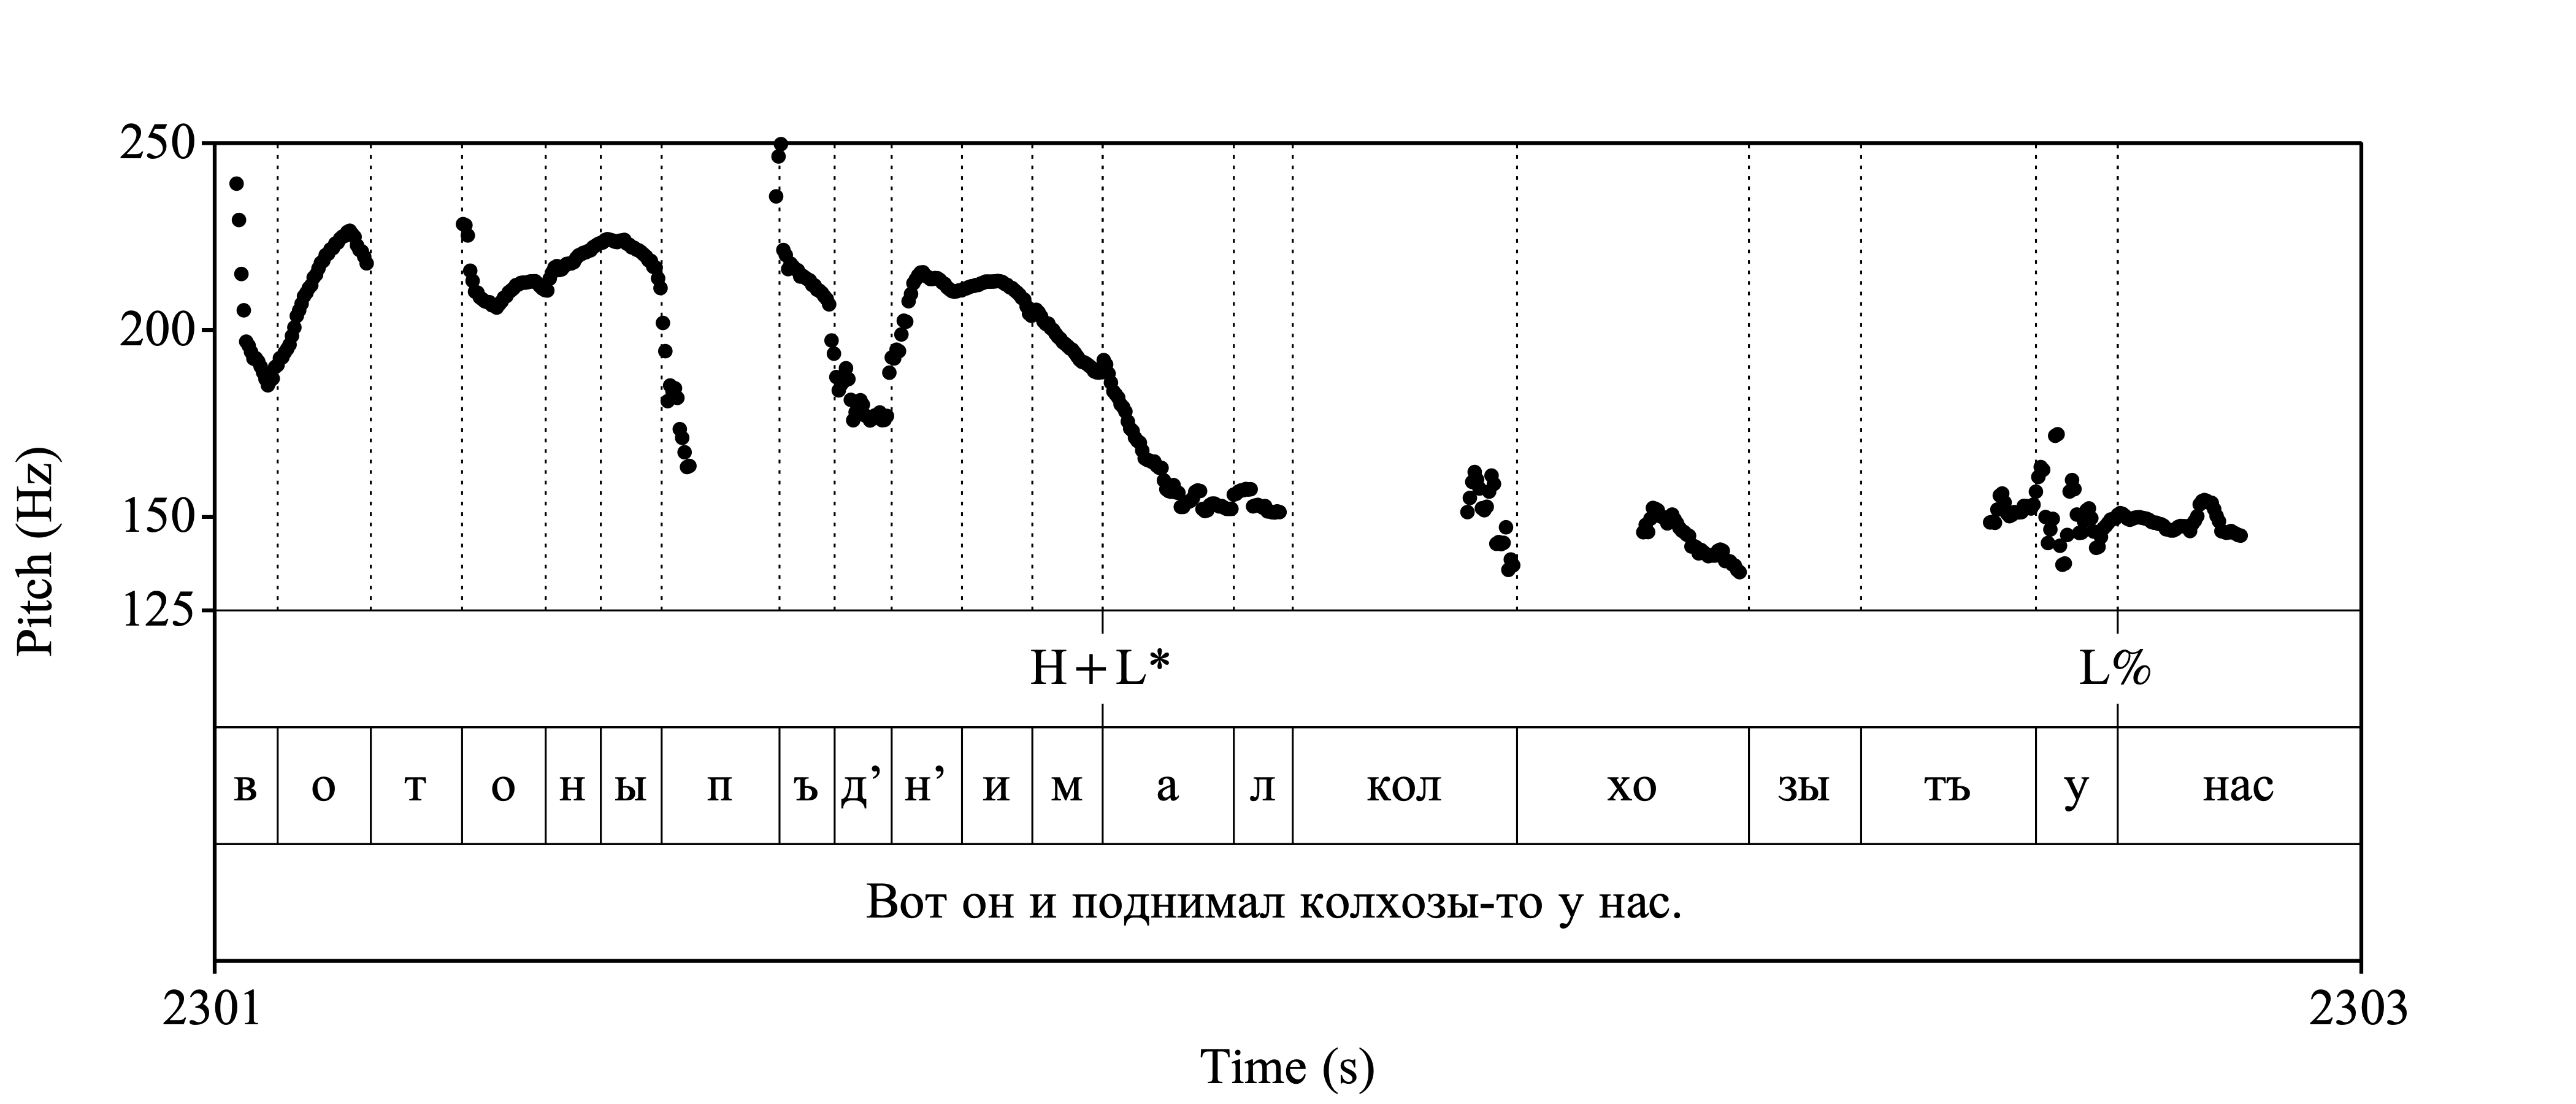 250
200
150
125
Pitch (Hz)
H+L* L%
в о т о н ы п ъ д’ н’ и м а л кол хо зы тъ у нас
Вот он и поднимал колхозы-то у нас.
2301 2303
Time (s)